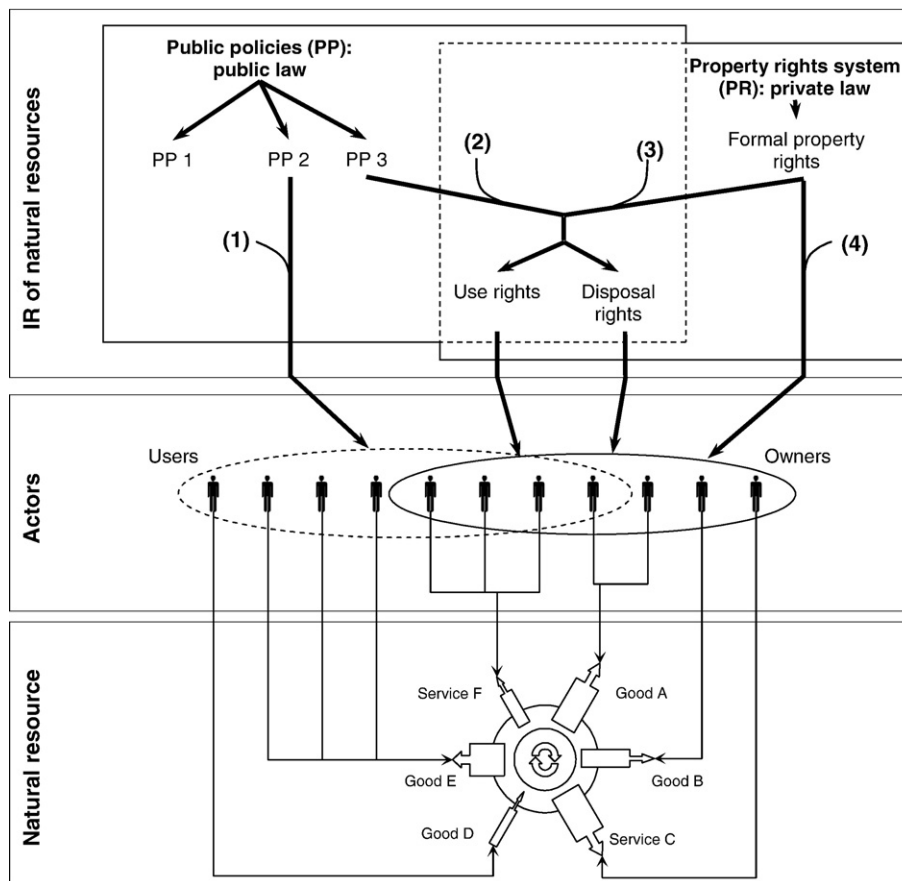 IR of natural resources
Public policies (PP):
public law
Property rights system
(PR): private law
PP 1
PP 2
PP 3
(2)
(3)
Formal property
rights
(1)
(4)
Use rights
Disposal
rights
Actors
Users
Owners
Natural resource
Service F
Good A
Good E
Good B
Good D
Service C